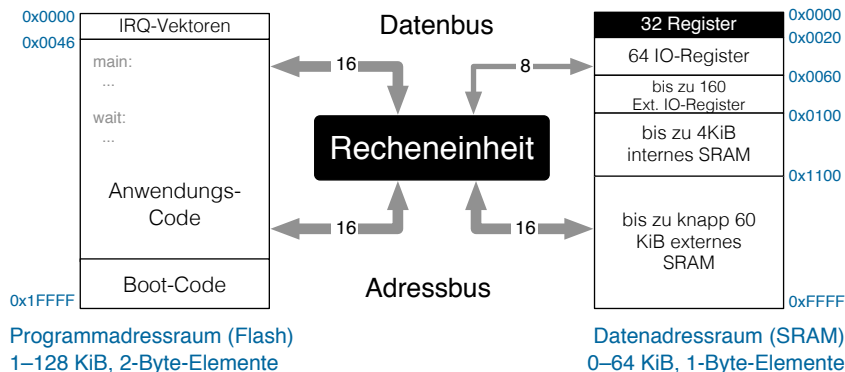 0x0000
IRQ-Vektoren
0x0046
main:
...
wait:
...
Anwendungs-
Code
Boot-Code
0x1FFFF
Programmadressraum (Flash)
1–128 KiB, 2-Byte-Elemente
Datenbus
16
8
Recheneinheit
16
16
Adressbus
32 Register
0x0000
0x0020
64 IO-Register
0x0060
bis zu 160
Ext. IO-Register
0x0100
bis zu 4KiB
internes SRAM
0x1100
bis zu knapp 60
KiB externes
SRAM
0xFFFF
Datenadressraum (SRAM)
0–64 KiB, 1-Byte-Elemente